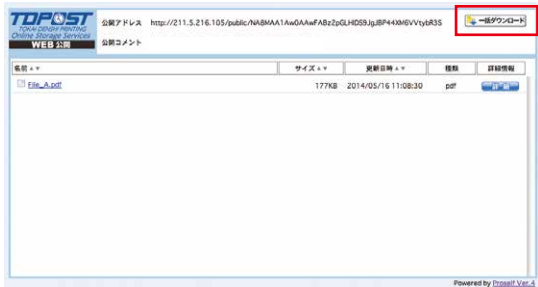 TOPOST
TOKAI DENSHI PRINTING
Online Storage Services
WEB 公開
公開アドレス http://211.5.216.105/public/NABMAA1Aw0AAwFABzZpGLHIDS9JgJBP44XM6VVtybR35
一括ダウンロード
公開コメント
名前 ▲▼ サイズ ▲▼ 更新日時 ▲▼ 種類 詳細情報
File_A.pdf 177KB 2014/05/16 11:08:30 pdf 詳 細
Powered by Proself Ver.4